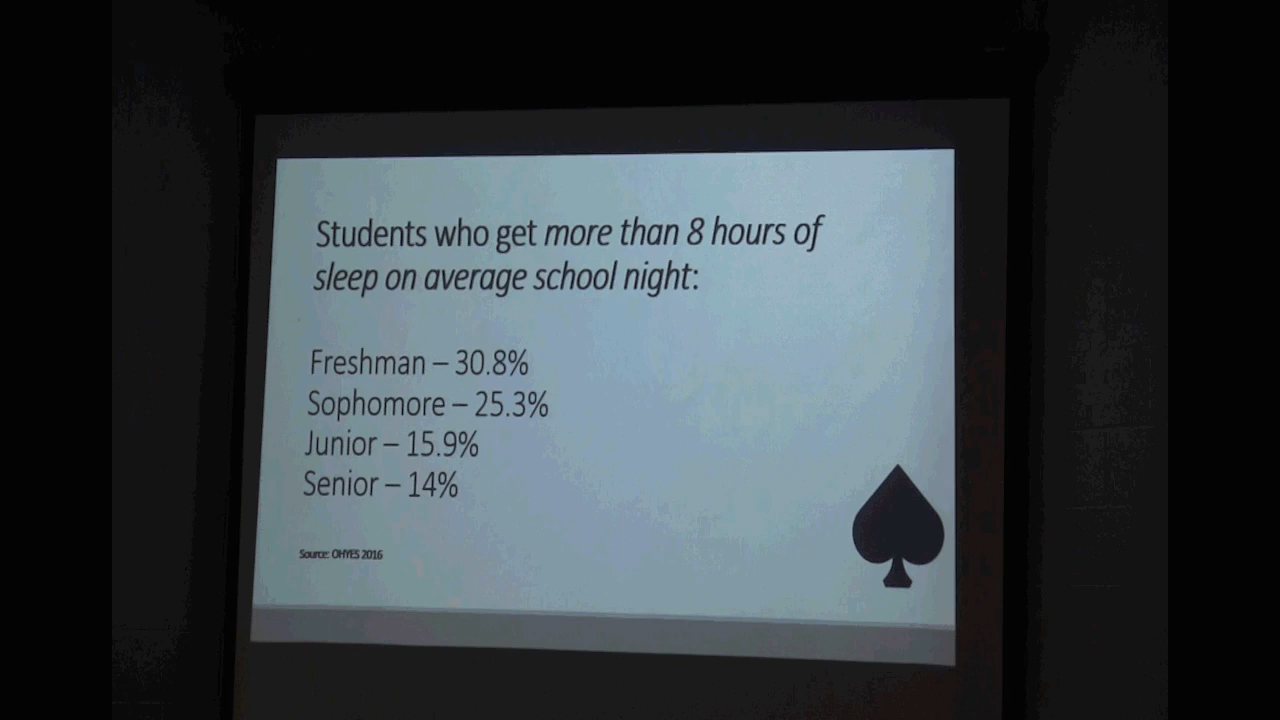 Students who get more than 8 hours of
sleep on average school night:
Freshman – 30.8%
Sophomore – 25.3%
Junior – 15.9%
Senior – 14%
Source: OHYES 2016